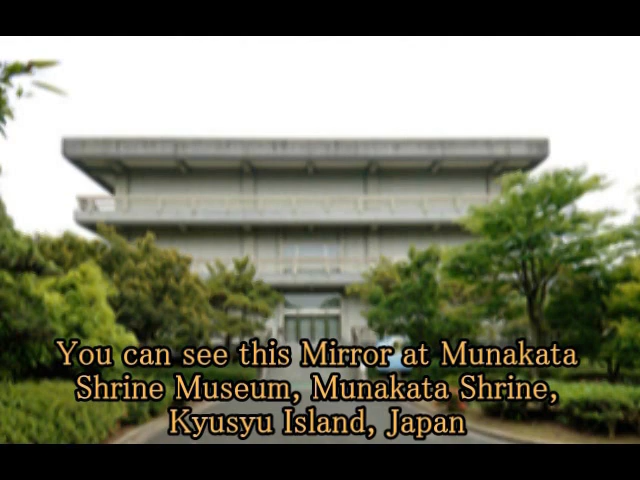 You can see this Mirror at Munakata
Shrine Museum, Munakata Shrine,
Kyusyu Island, Japan